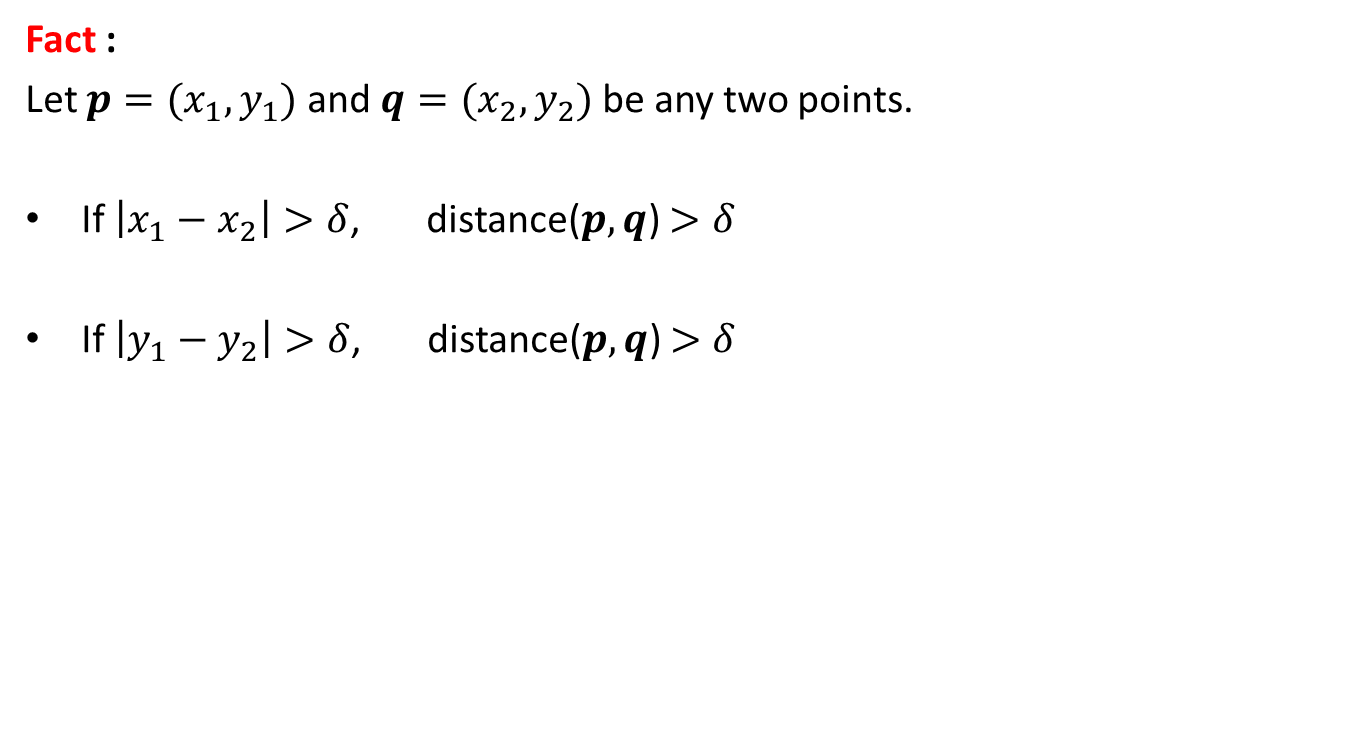 Fact :
Let 𝒑 = (𝑥₁, 𝑦₁) and 𝒒 = (𝑥₂, 𝑦₂) be any two points.
• If |𝑥₁ − 𝑥₂| > 𝛿, distance(𝒑, 𝒒) > 𝛿
• If |𝑦₁ − 𝑦₂| > 𝛿, distance(𝒑, 𝒒) > 𝛿